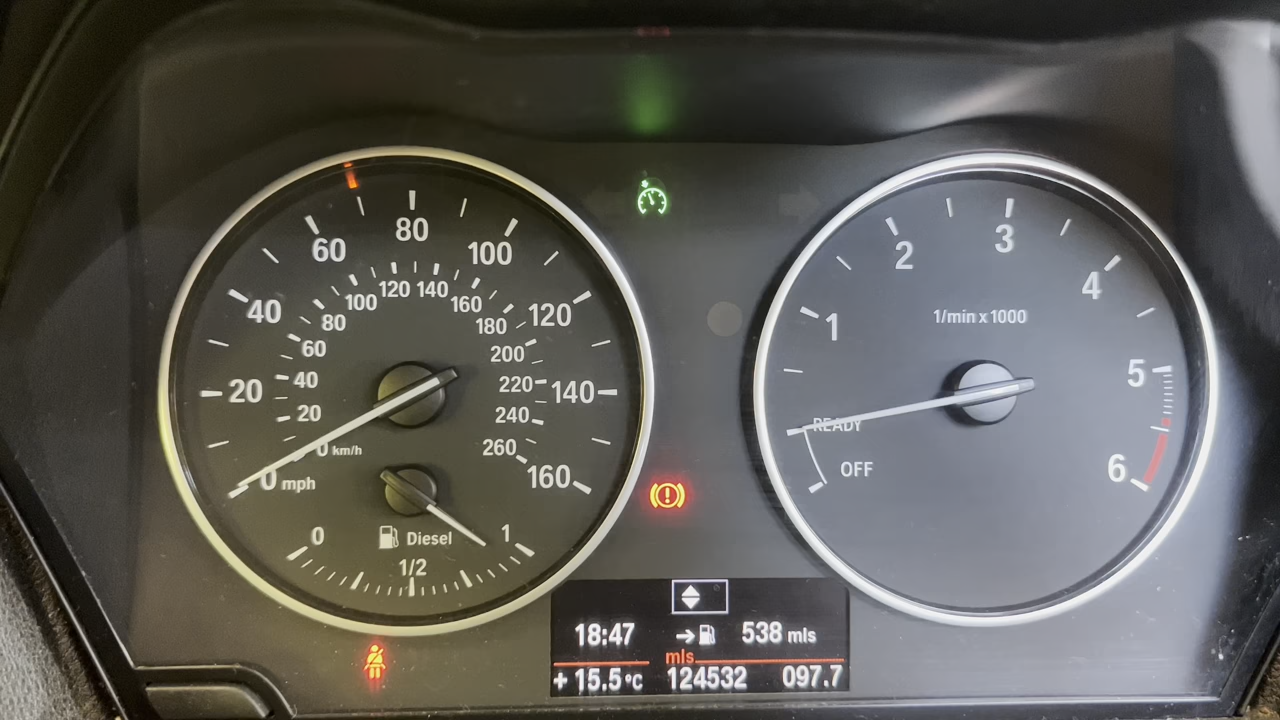 20 40 60 80 100 120 140 160
0 mph
20 40 60 80 100 120 140 160 180 200 220 240 260
0 km/h
0 1/2 1
Diesel
1 2 3 4 5 6
1/min x 1000
READY
OFF
18:47 538 mls
mls
+ 15.5°C 124532 097.7